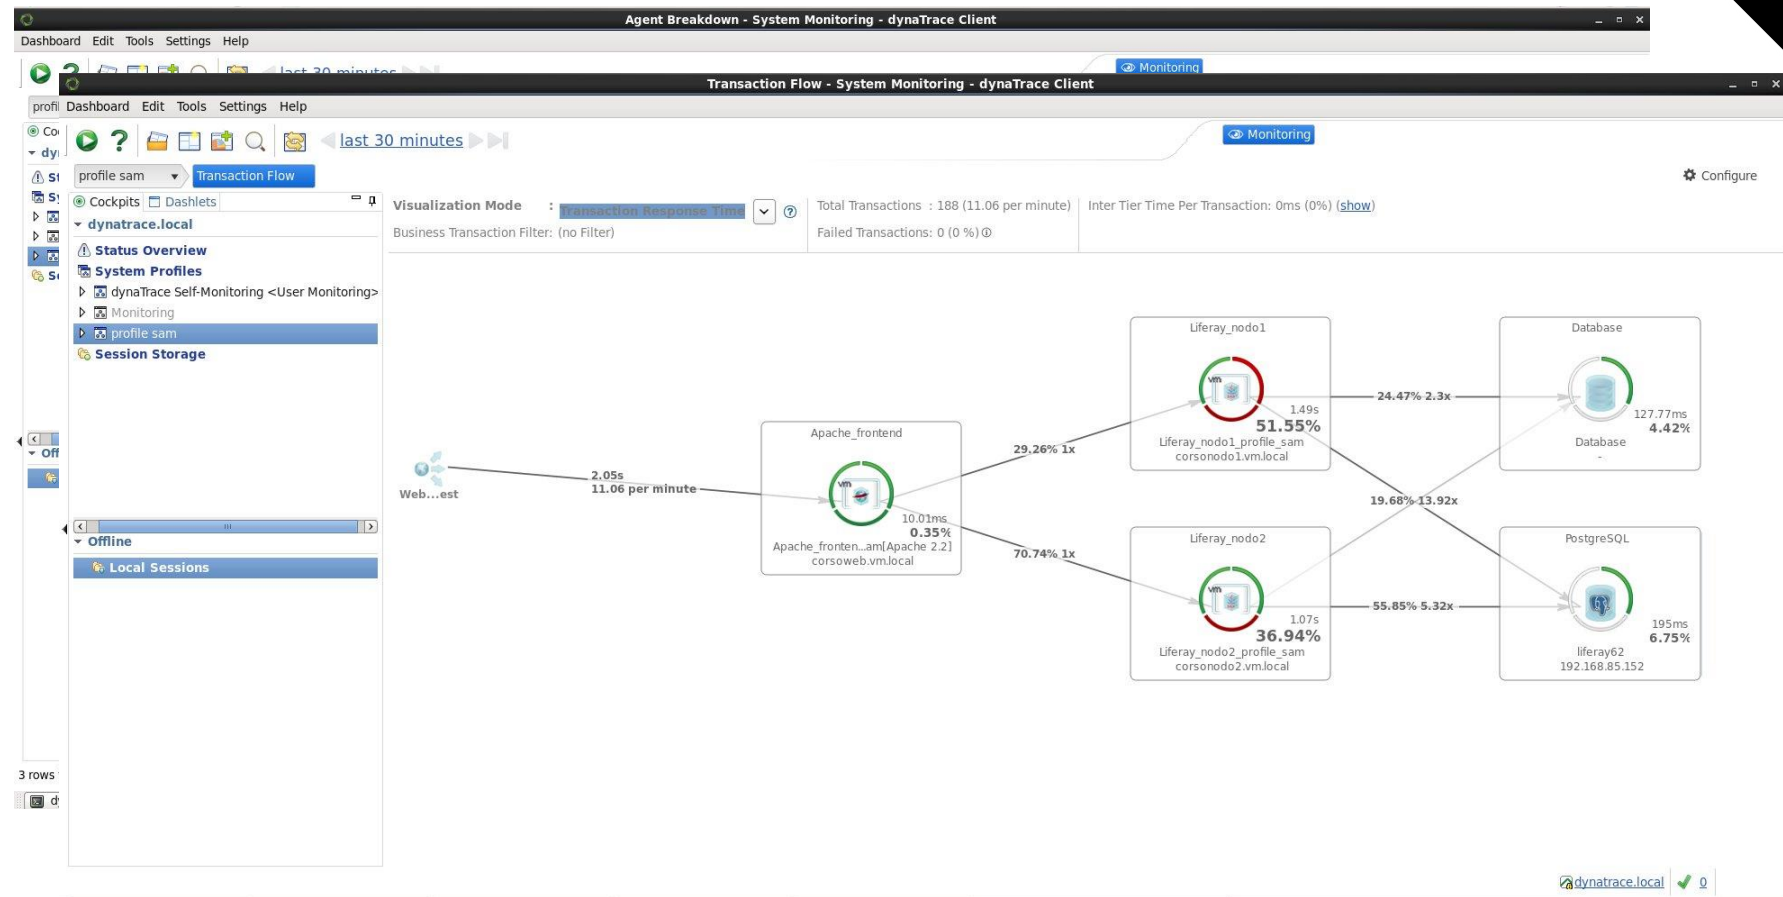 Agent Breakdown - System Monitoring - dynaTrace Client
Dashboard Edit Tools Settings Help
last 30 minutes
Monitoring
Transaction Flow - System Monitoring - dynaTrace Client
profi
Dashboard Edit Tools Settings Help
last 30 minutes
Monitoring
profile sam
Transaction Flow
Configure
Cockpits Dashlets
dynatrace.local
Status Overview
System Profiles
dynaTrace Self-Monitoring <User Monitoring>
Monitoring
profile sam
Session Storage
Offline
Local Sessions
3 rows
Visualization Mode : Transaction Response Time
Business Transaction Filter: (no Filter)
Total Transactions : 188 (11.06 per minute)
Failed Transactions: 0 (0 %)
Inter Tier Time Per Transaction: 0ms (0%) (show)
Web...est
2.05s
11.06 per minute
Apache_frontend
vm
10.01ms
0.35%
Apache_fronten...am[Apache 2.2]
corsoweb.vm.local
29.26% 1x
70.74% 1x
Liferay_nodo1
vm
1.49s
51.55%
Liferay_nodo1_profile_sam
corsonodo1.vm.local
24.47% 2.3x
Database
127.77ms
4.42%
Database
-
19.68% 13.92x
Liferay_nodo2
vm
1.07s
36.94%
Liferay_nodo2_profile_sam
corsonodo2.vm.local
55.85% 5.32x
PostgreSQL
195ms
6.75%
liferay62
192.168.85.152
dynatrace.local
0